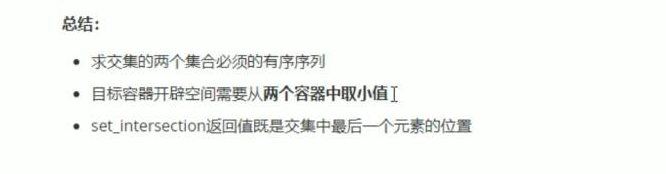 总结:
求交集的两个集合必须的有序序列
目标容器开辟空间需要从两个容器中取小值
set_intersection返回值既是交集中最后一个元素的位置